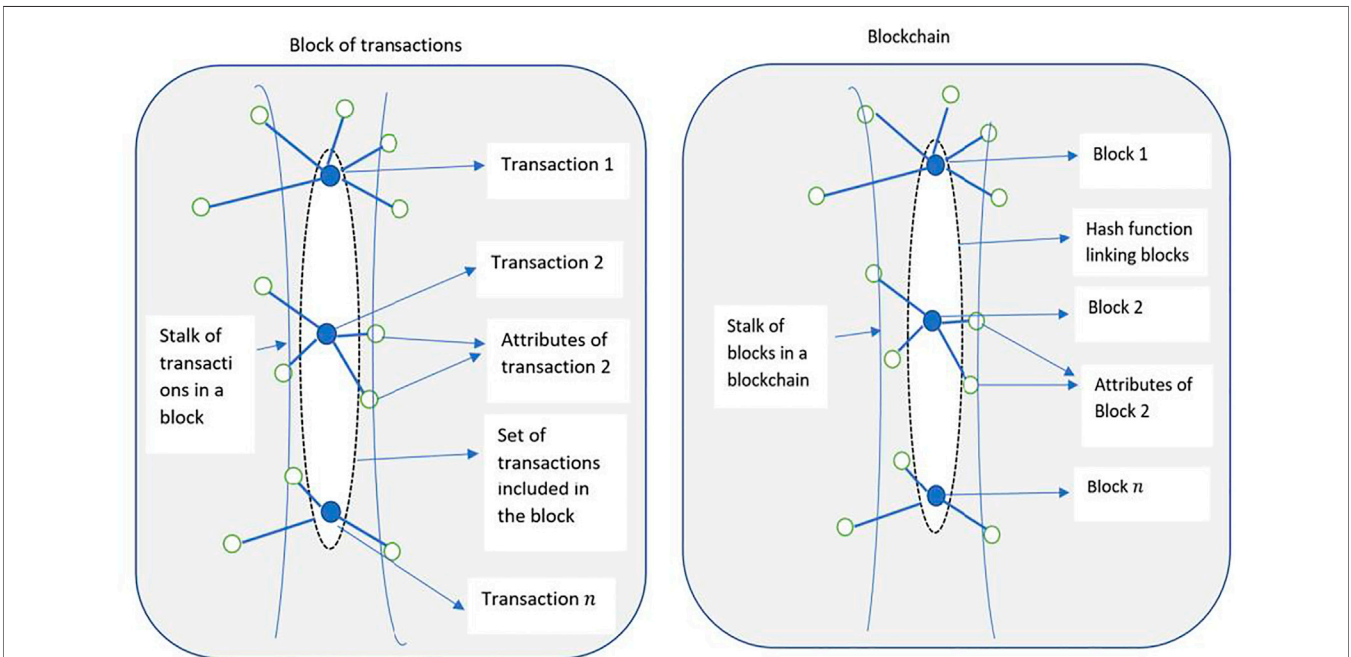 Block of transactions
Transaction 1
Transaction 2
Stalk of
transacti
ons in a
block
Attributes of
transaction 2
Set of
transactions
included in
the block
Transaction n
Blockchain
Block 1
Hash function
linking blocks
Block 2
Stalk of
blocks in a
blockchain
Attributes of
Block 2
Block n